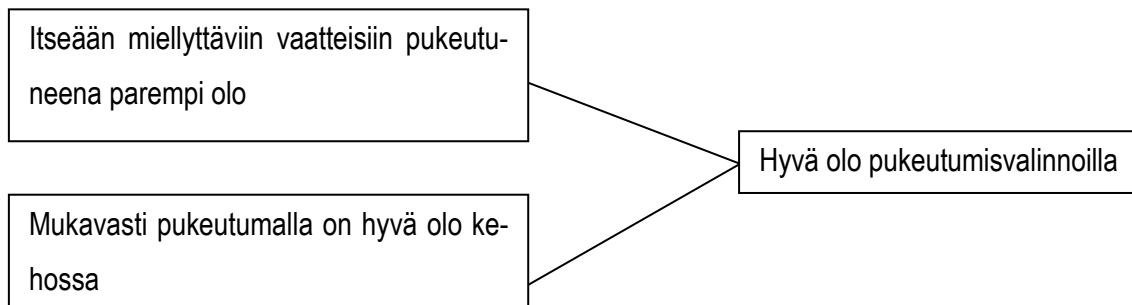 Itseään miellyttäviin vaatteisiin pukeutu-
neena parempi olo
Hyvä olo pukeutumisvalinnoilla
Mukavasti pukeutumalla on hyvä olo ke-
hossa